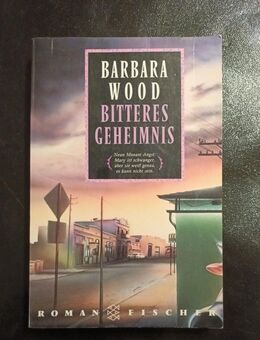 BARBARA
WOOD
BITTERES
GEHEIMNIS
Neun Monate Angst:
Mary ist schwanger,
aber sie weiß genau,
es kann nicht sein.
ROMAN FISCHER